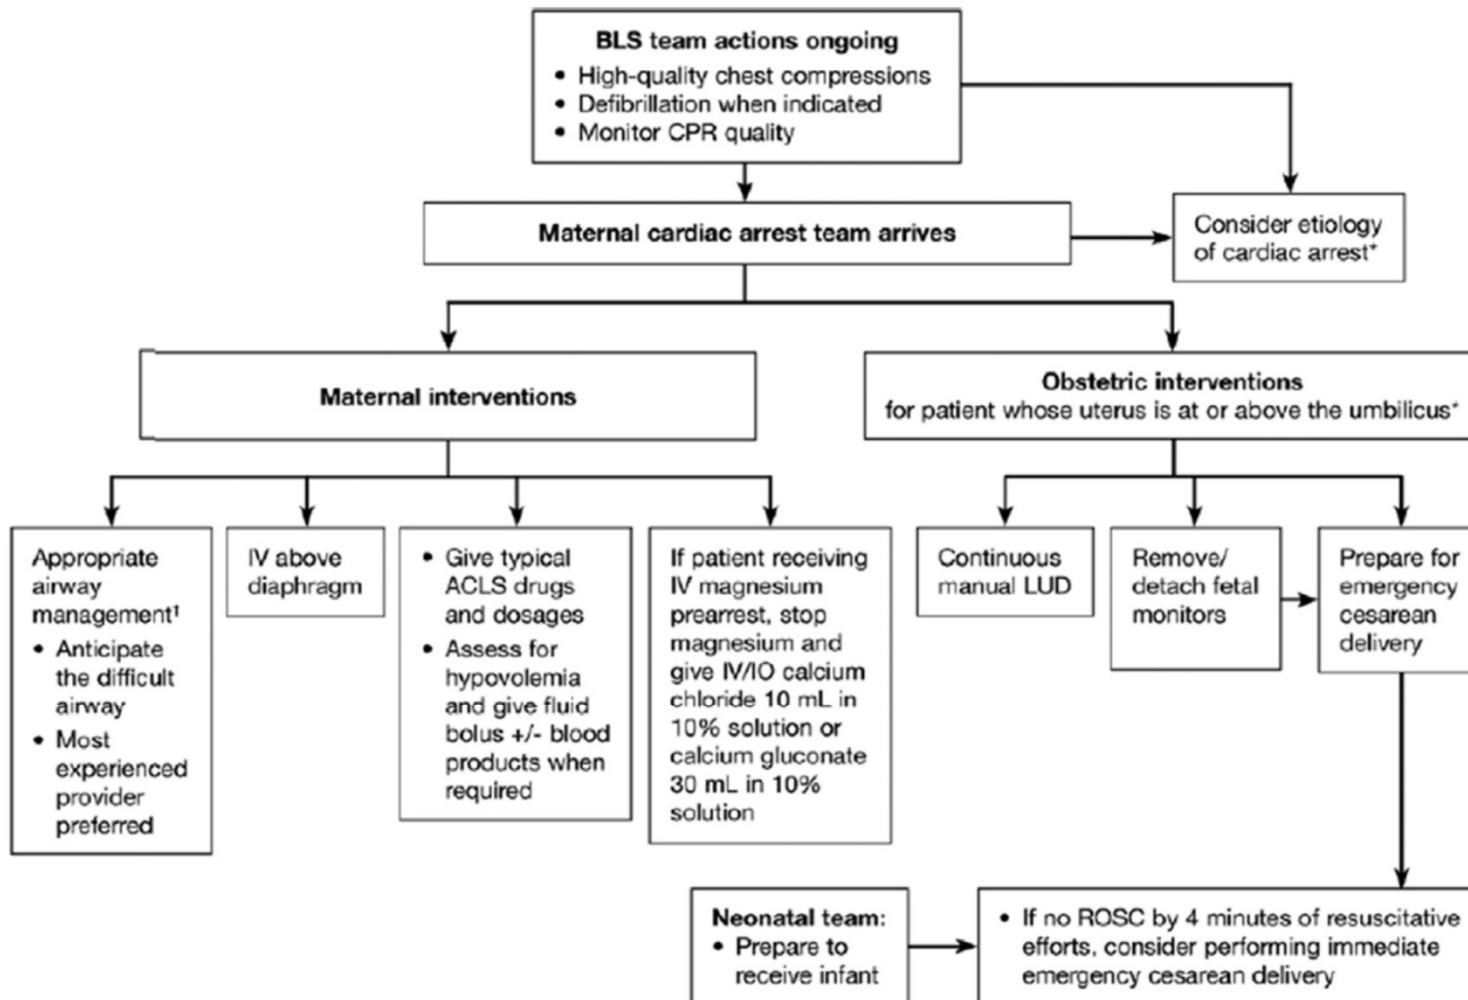 BLS team actions ongoing
• High-quality chest compressions
• Defibrillation when indicated
• Monitor CPR quality
Maternal cardiac arrest team arrives
Consider etiology
of cardiac arrest*
Maternal interventions
Obstetric interventions
for patient whose uterus is at or above the umbilicus*
Appropriate
airway
management†
• Anticipate
the difficult
airway
• Most
experienced
provider
preferred
IV above
diaphragm
• Give typical
ACLS drugs
and dosages
• Assess for
hypovolemia
and give fluid
bolus +/- blood
products when
required
If patient receiving
IV magnesium
prearrest, stop
magnesium and
give IV/IO calcium
chloride 10 mL in
10% solution or
calcium gluconate
30 mL in 10%
solution
Continuous
manual LUD
Remove/
detach fetal
monitors
Prepare for
emergency
cesarean
delivery
Neonatal team:
• Prepare to
receive infant
• If no ROSC by 4 minutes of resuscitative
efforts, consider performing immediate
emergency cesarean delivery